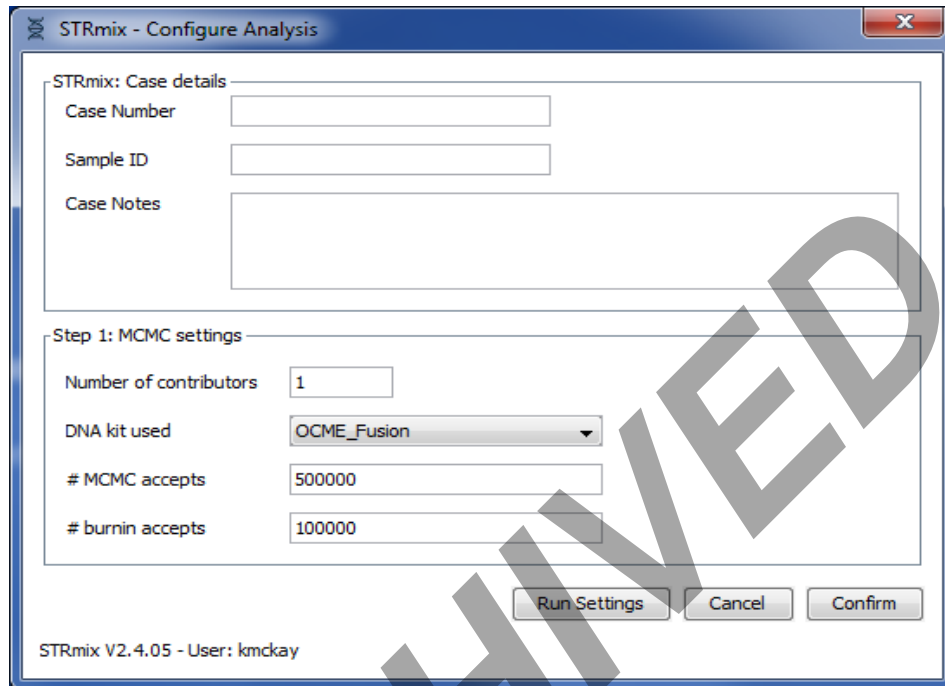 STRmix - Configure Analysis
STRmix: Case details
Case Number
Sample ID
Case Notes
Step 1: MCMC settings
Number of contributors 1
DNA kit used OCME_Fusion
# MCMC accepts 500000
# burnin accepts 100000
Run Settings Cancel Confirm
STRmix V2.4.05 - User: kmckay
HIVED